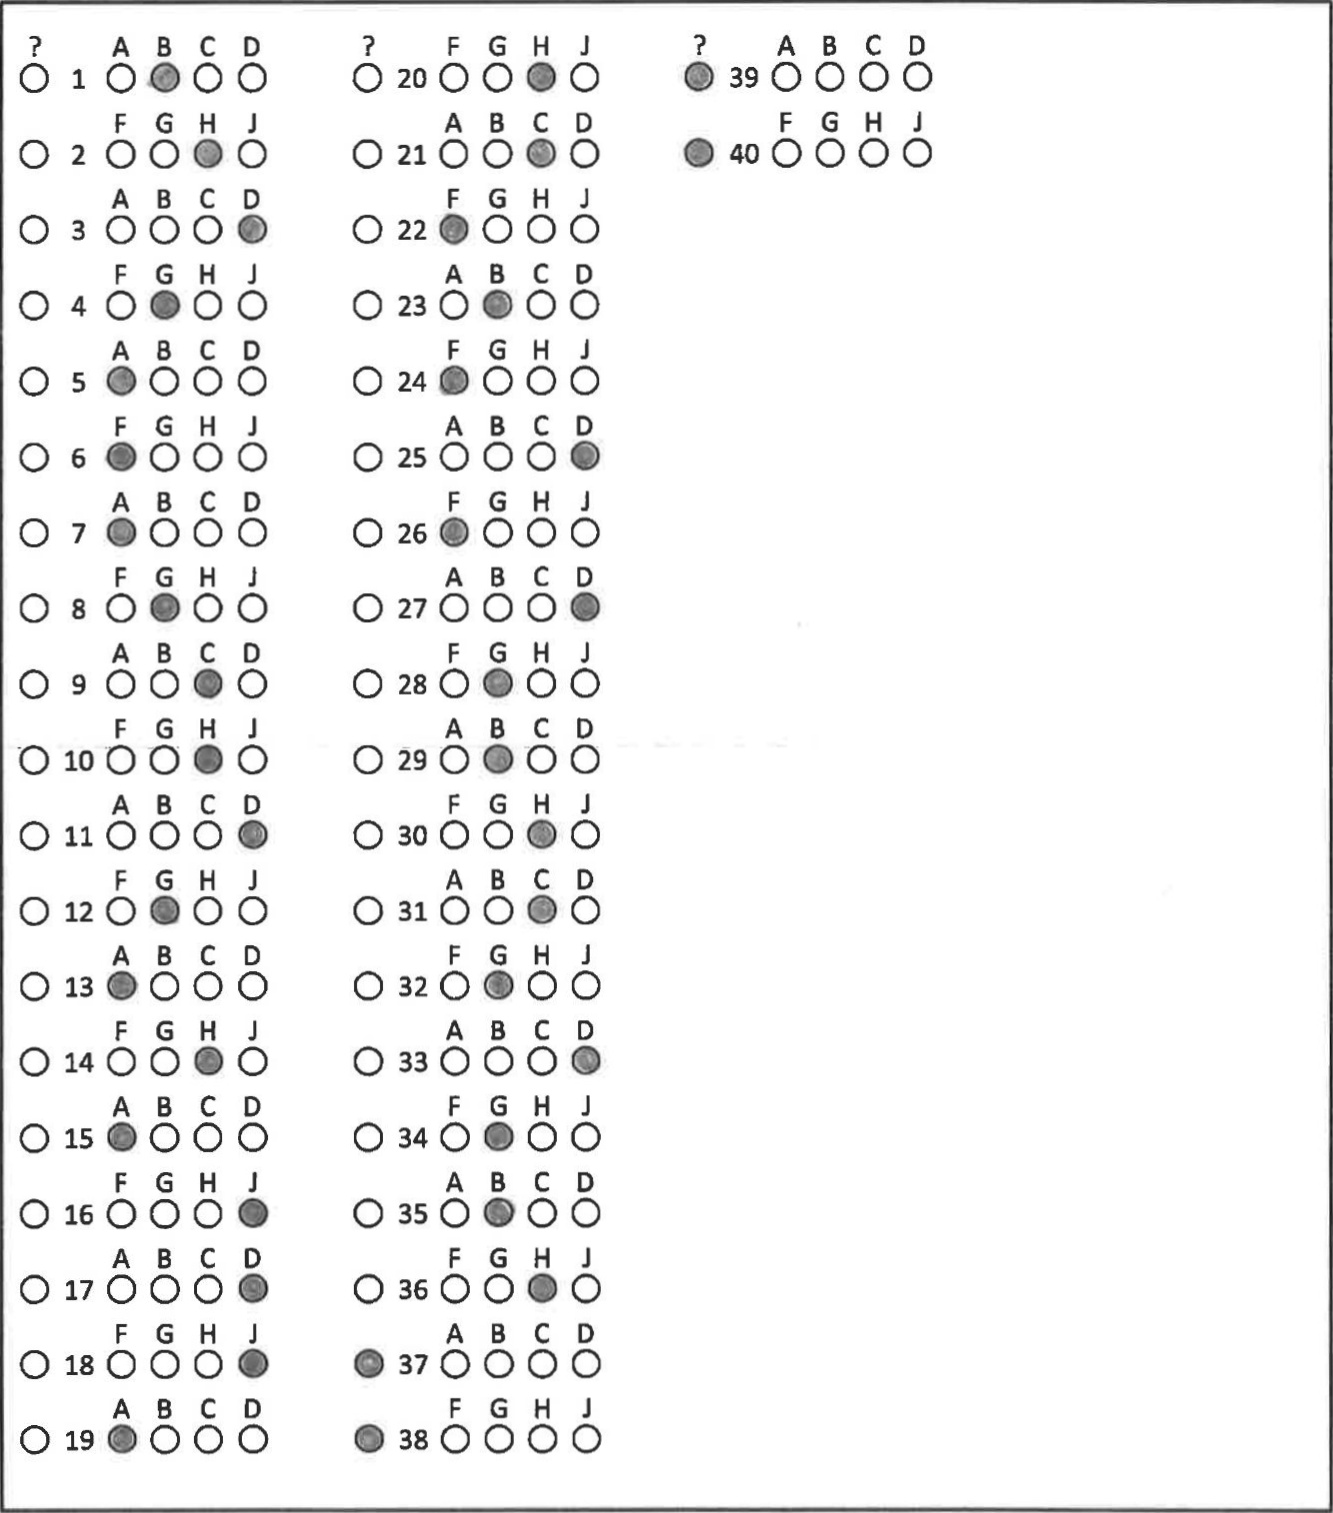 ? A B C D
1
F G H J
2
A B C D
3
F G H J
4
A B C D
5
F G H J
6
A B C D
7
F G H J
8
A B C D
9
F G H J
10
A B C D
11
F G H J
12
A B C D
13
F G H J
14
A B C D
15
F G H J
16
A B C D
17
F G H J
18
A B C D
19
? F G H J
20
A B C D
21
F G H J
22
A B C D
23
F G H J
24
A B C D
25
F G H J
26
A B C D
27
F G H J
28
A B C D
29
F G H J
30
A B C D
31
F G H J
32
A B C D
33
F G H J
34
A B C D
35
F G H J
36
A B C D
37
F G H J
38
? A B C D
39
F G H J
40